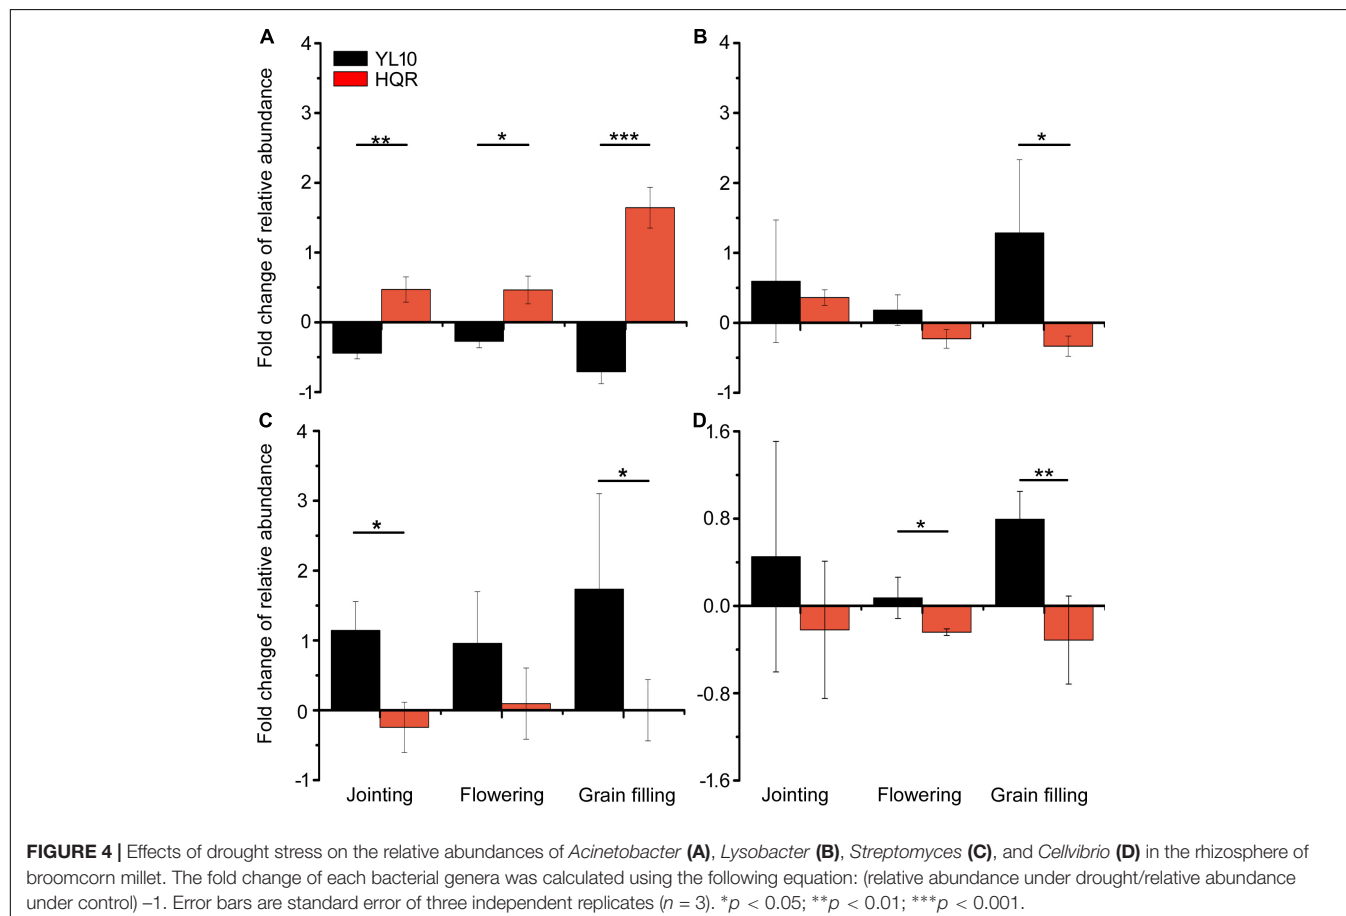 A
B
YL10
HQR
Fold change of relative abundance
4
3
2
1
0
-1
** * ***
4
3
2
1
0
-1
*
C
D
Fold change of relative abundance
4
3
2
1
0
-1
* *
1.6
0.8
0.0
-0.8
-1.6
* **
Jointing Flowering Grain filling
Jointing Flowering Grain filling
FIGURE 4 | Effects of drought stress on the relative abundances of Acinetobacter (A), Lysobacter (B), Streptomyces (C), and Cellvibrio (D) in the rhizosphere of
broomcorn millet. The fold change of each bacterial genera was calculated using the following equation: (relative abundance under drought/relative abundance
under control) –1. Error bars are standard error of three independent replicates (n = 3). *p < 0.05; **p < 0.01; ***p < 0.001.